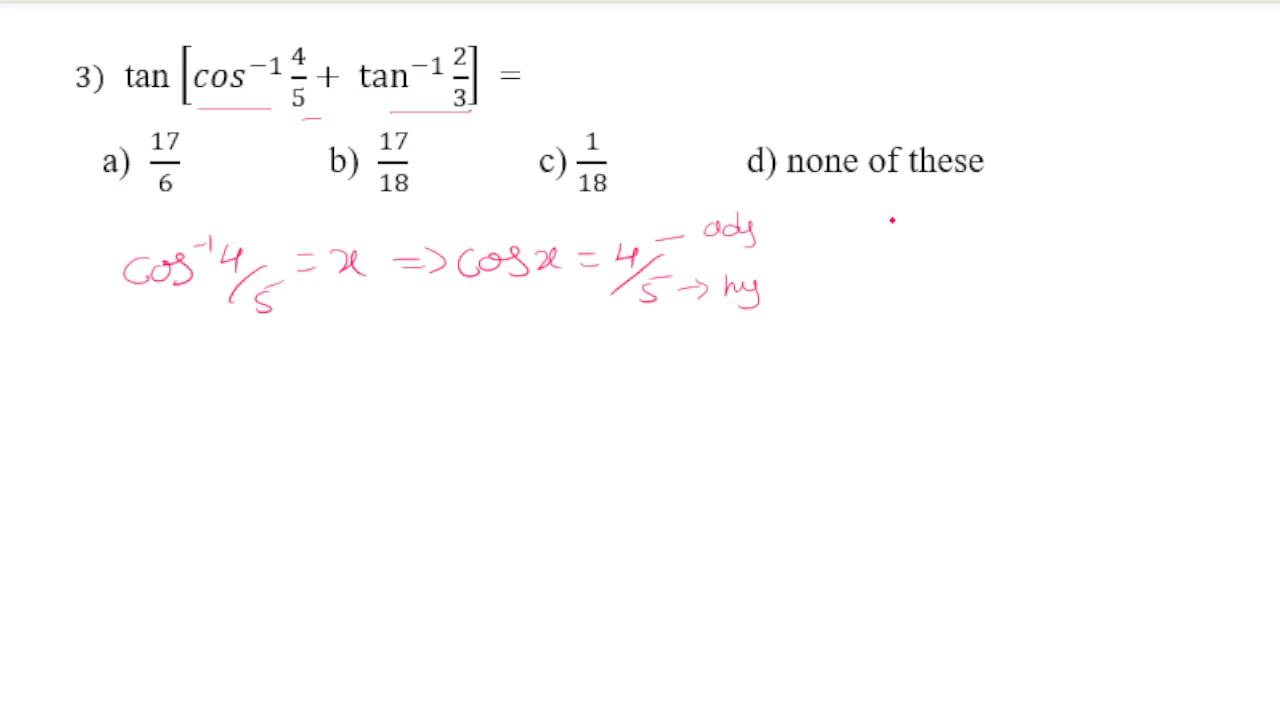 3) tan [cos⁻¹ 4/5 + tan⁻¹ 2/3] =
a) 17/6 b) 17/18 c) 1/18 d) none of these
cos⁻¹ 4/5 = x => cos x = 4/5 - adj → hy